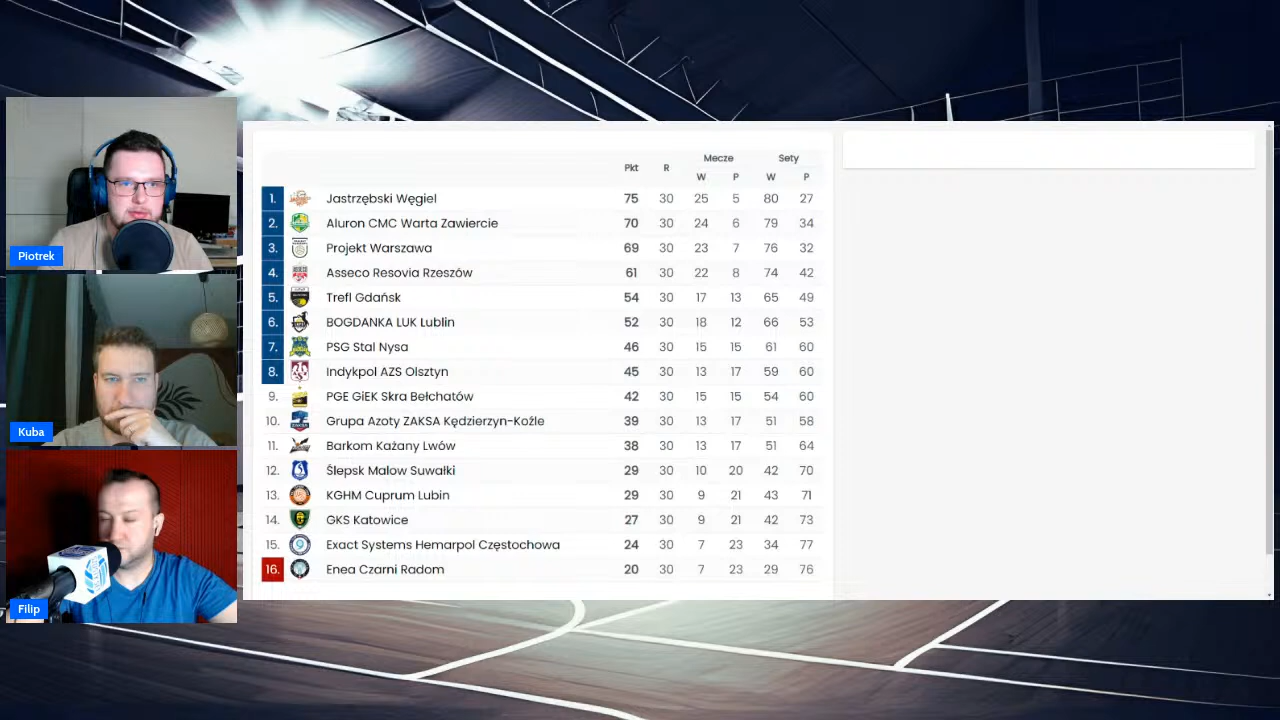 Piotrek
Kuba
Filip
Mecze Sety
Pkt R W P W P
1. Jastrzębski Węgiel 75 30 25 5 80 27
2. Aluron CMC Warta Zawiercie 70 30 24 6 79 34
3. Projekt Warszawa 69 30 23 7 76 32
4. Asseco Resovia Rzeszów 61 30 22 8 74 42
5. Trefl Gdańsk 54 30 17 13 65 49
6. BOGDANKA LUK Lublin 52 30 18 12 66 53
7. PSG Stal Nysa 46 30 15 15 61 60
8. Indykpol AZS Olsztyn 45 30 13 17 59 60
9. PGE GiEK Skra Bełchatów 42 30 15 15 54 60
10. Grupa Azoty ZAKSA Kędzierzyn-Koźle 39 30 13 17 51 58
11. Barkom Każany Lwów 38 30 13 17 51 64
12. Ślepsk Malow Suwałki 29 30 10 20 42 70
13. KGHM Cuprum Lubin 29 30 9 21 43 71
14. GKS Katowice 27 30 9 21 42 73
15. Exact Systems Hemarpol Częstochowa 24 30 7 23 34 77
16. Enea Czarni Radom 20 30 7 23 29 76